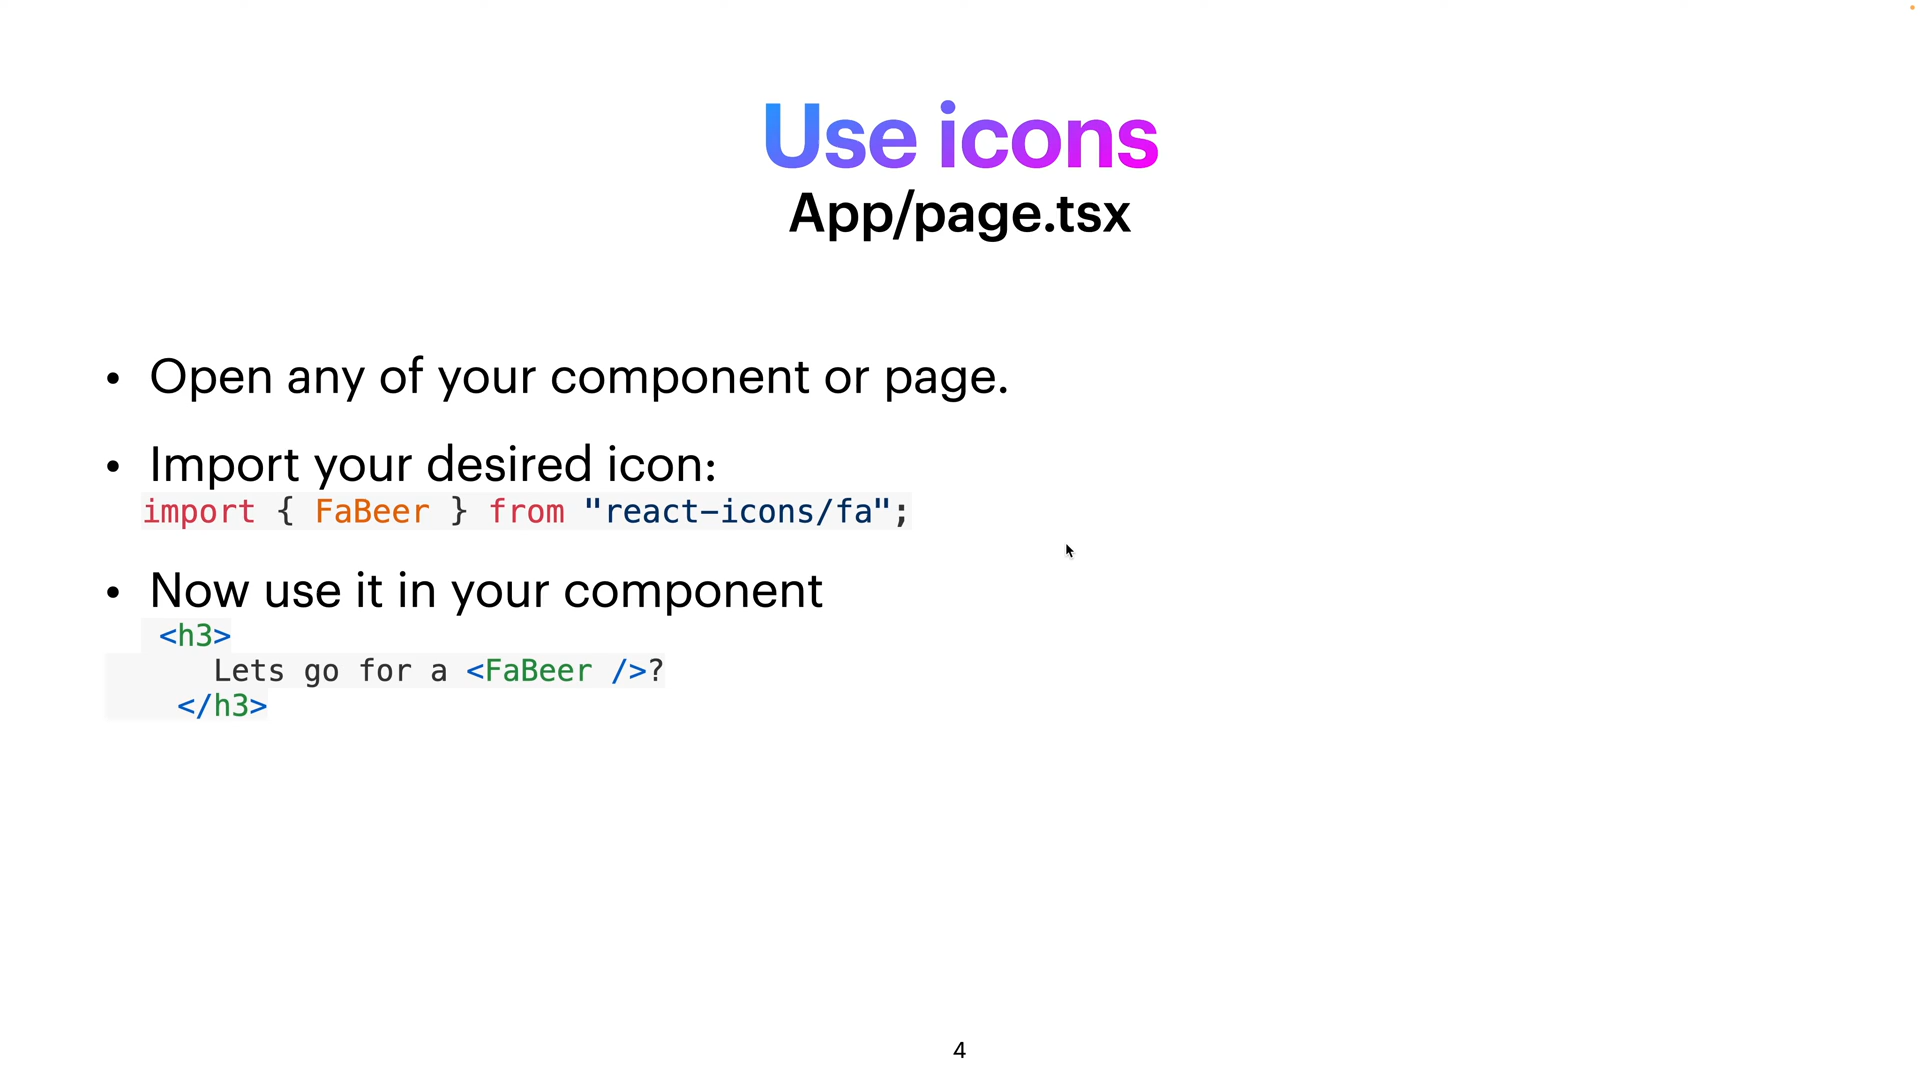 Use icons
App/page.tsx
• Open any of your component or page.
• Import your desired icon:
import { FaBeer } from "react-icons/fa";
• Now use it in your component
<h3>
Lets go for a <FaBeer />?
</h3>
4